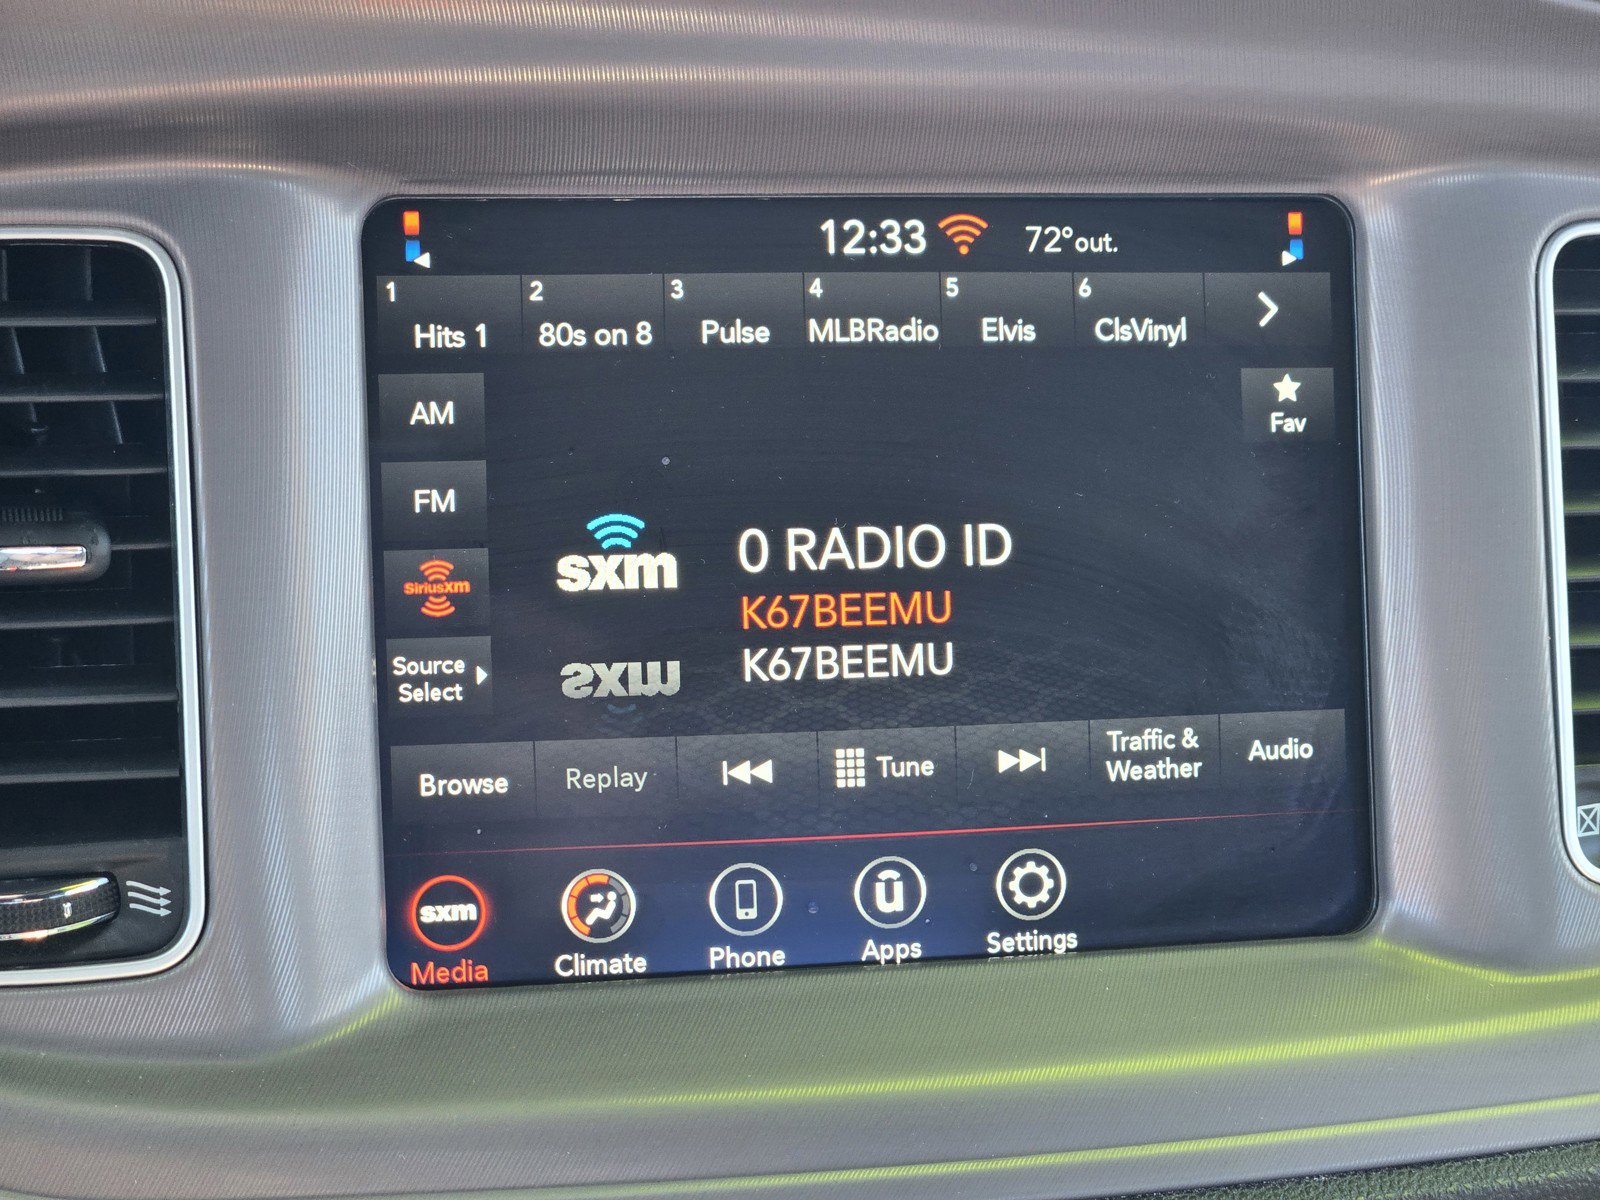 12:33 72°out.
1 2 3 4 5 6
Hits 1 80s on 8 Pulse MLBRadio Elvis ClsVinyl
AM
Fav
FM
sxm
0 RADIO ID
SiriusXM
K67BEEMU
K67BEEMU
Source
Select
Browse Replay Tune Traffic &
Weather Audio
sxm
Media Climate Phone Apps Settings